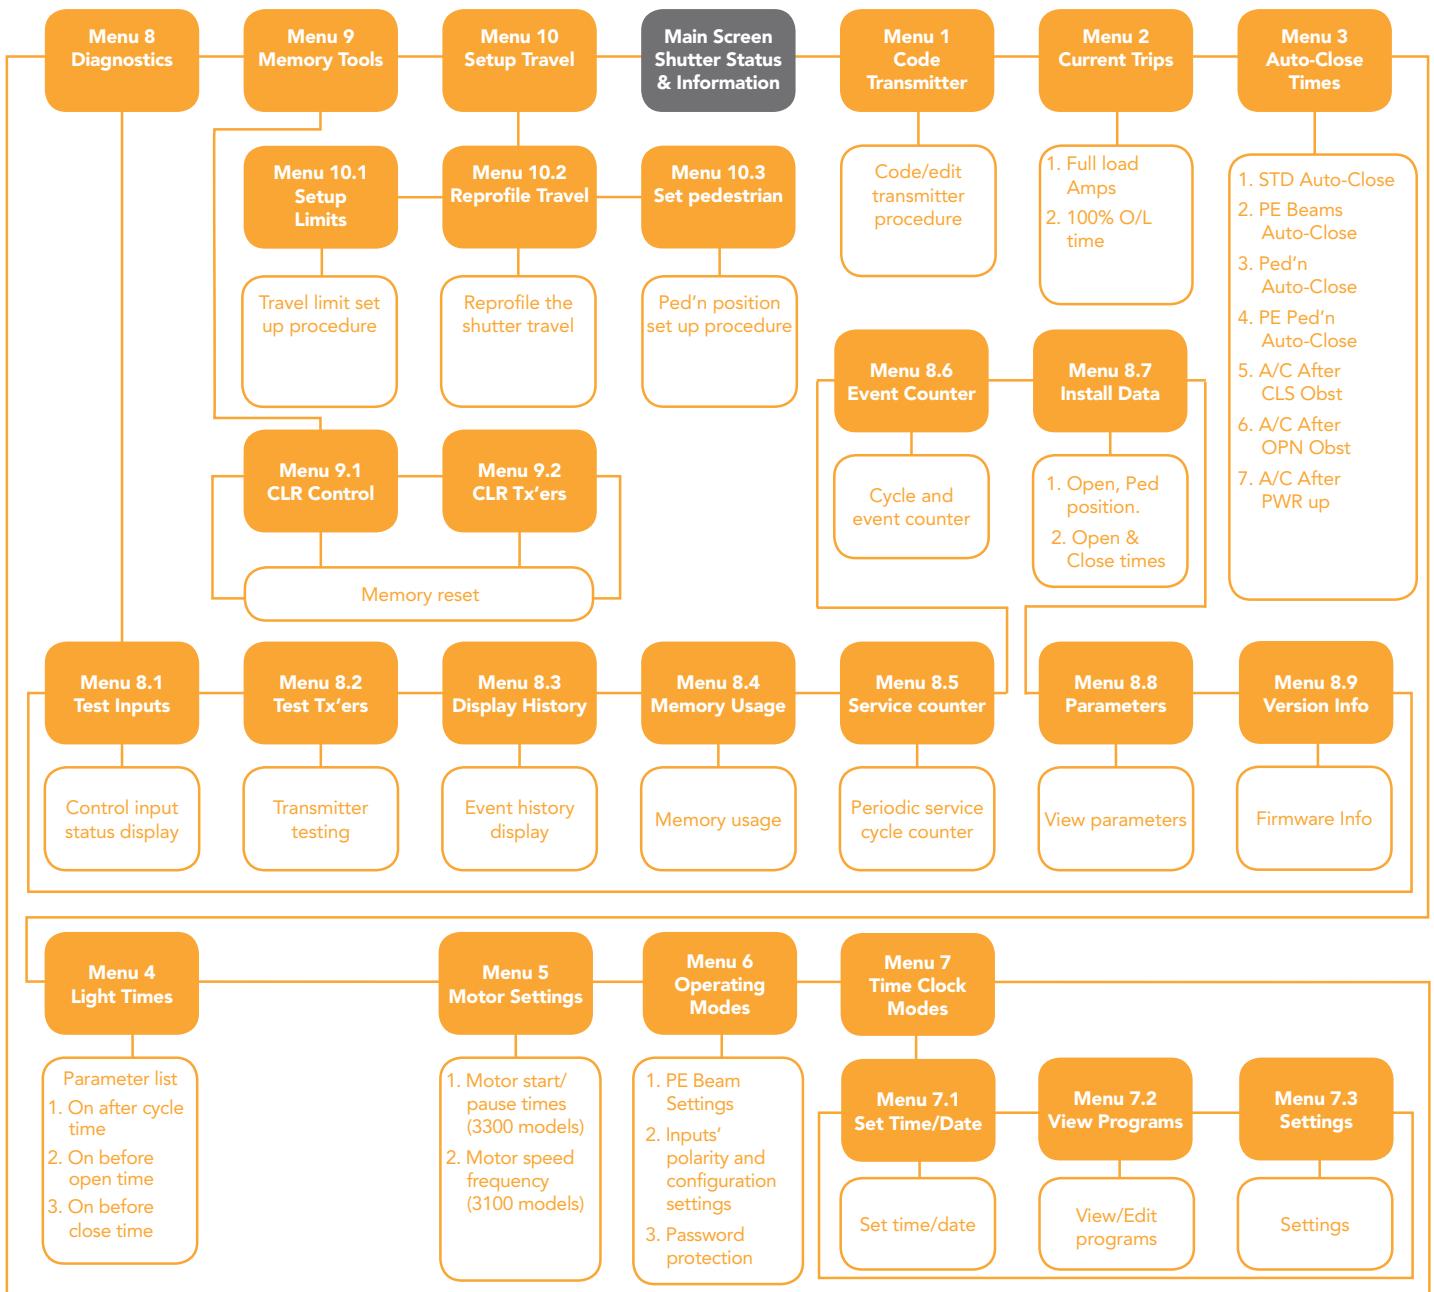 Menu 8
Diagnostics
Menu 9
Memory Tools
Menu 10
Setup Travel
Main Screen
Shutter Status
& Information
Menu 1
Code
Transmitter
Menu 2
Current Trips
Menu 3
Auto-Close
Times
Menu 10.1
Setup
Limits
Menu 10.2
Reprofile Travel
Menu 10.3
Set pedestrian
Code/edit
transmitter
procedure
1. Full load
Amps
2. 100% O/L
time
1. STD Auto-Close
2. PE Beams
Auto-Close
3. Ped'n
Auto-Close
4. PE Ped'n
Auto-Close
5. A/C After
CLS Obst
6. A/C After
OPN Obst
7. A/C After
PWR up
Travel limit set
up procedure
Reprofile the
shutter travel
Ped'n position
set up procedure
Menu 8.6
Event Counter
Menu 8.7
Install Data
Menu 9.1
CLR Control
Menu 9.2
CLR Tx'ers
Cycle and
event counter
1. Open, Ped
position.
2. Open &
Close times
Memory reset
Menu 8.1
Test Inputs
Menu 8.2
Test Tx'ers
Menu 8.3
Display History
Menu 8.4
Memory Usage
Menu 8.5
Service counter
Menu 8.8
Parameters
Menu 8.9
Version Info
Control input
status display
Transmitter
testing
Event history
display
Memory usage
Periodic service
cycle counter
View parameters
Firmware Info
Menu 4
Light Times
Menu 5
Motor Settings
Menu 6
Operating
Modes
Menu 7
Time Clock
Modes
Parameter list
1. On after cycle
time
2. On before
open time
3. On before
close time
1. Motor start/
pause times
(3300 models)
2. Motor speed
frequency
(3100 models)
1. PE Beam
Settings
2. Inputs'
polarity and
configuration
settings
3. Password
protection
Menu 7.1
Set Time/Date
Menu 7.2
View Programs
Menu 7.3
Settings
Set time/date
View/Edit
programs
Settings